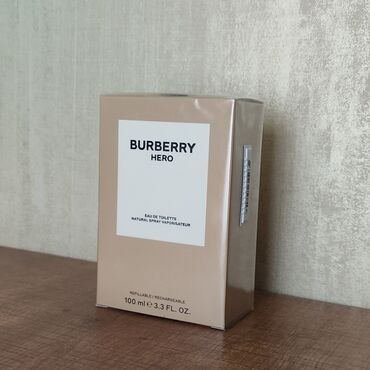 BURBERRY
HERO
EAU DE TOILETTE
NATURAL SPRAY VAPORISATEUR
REFILLABLE / RECHARGEABLE
100 ml ℮ 3.3 FL. OZ.